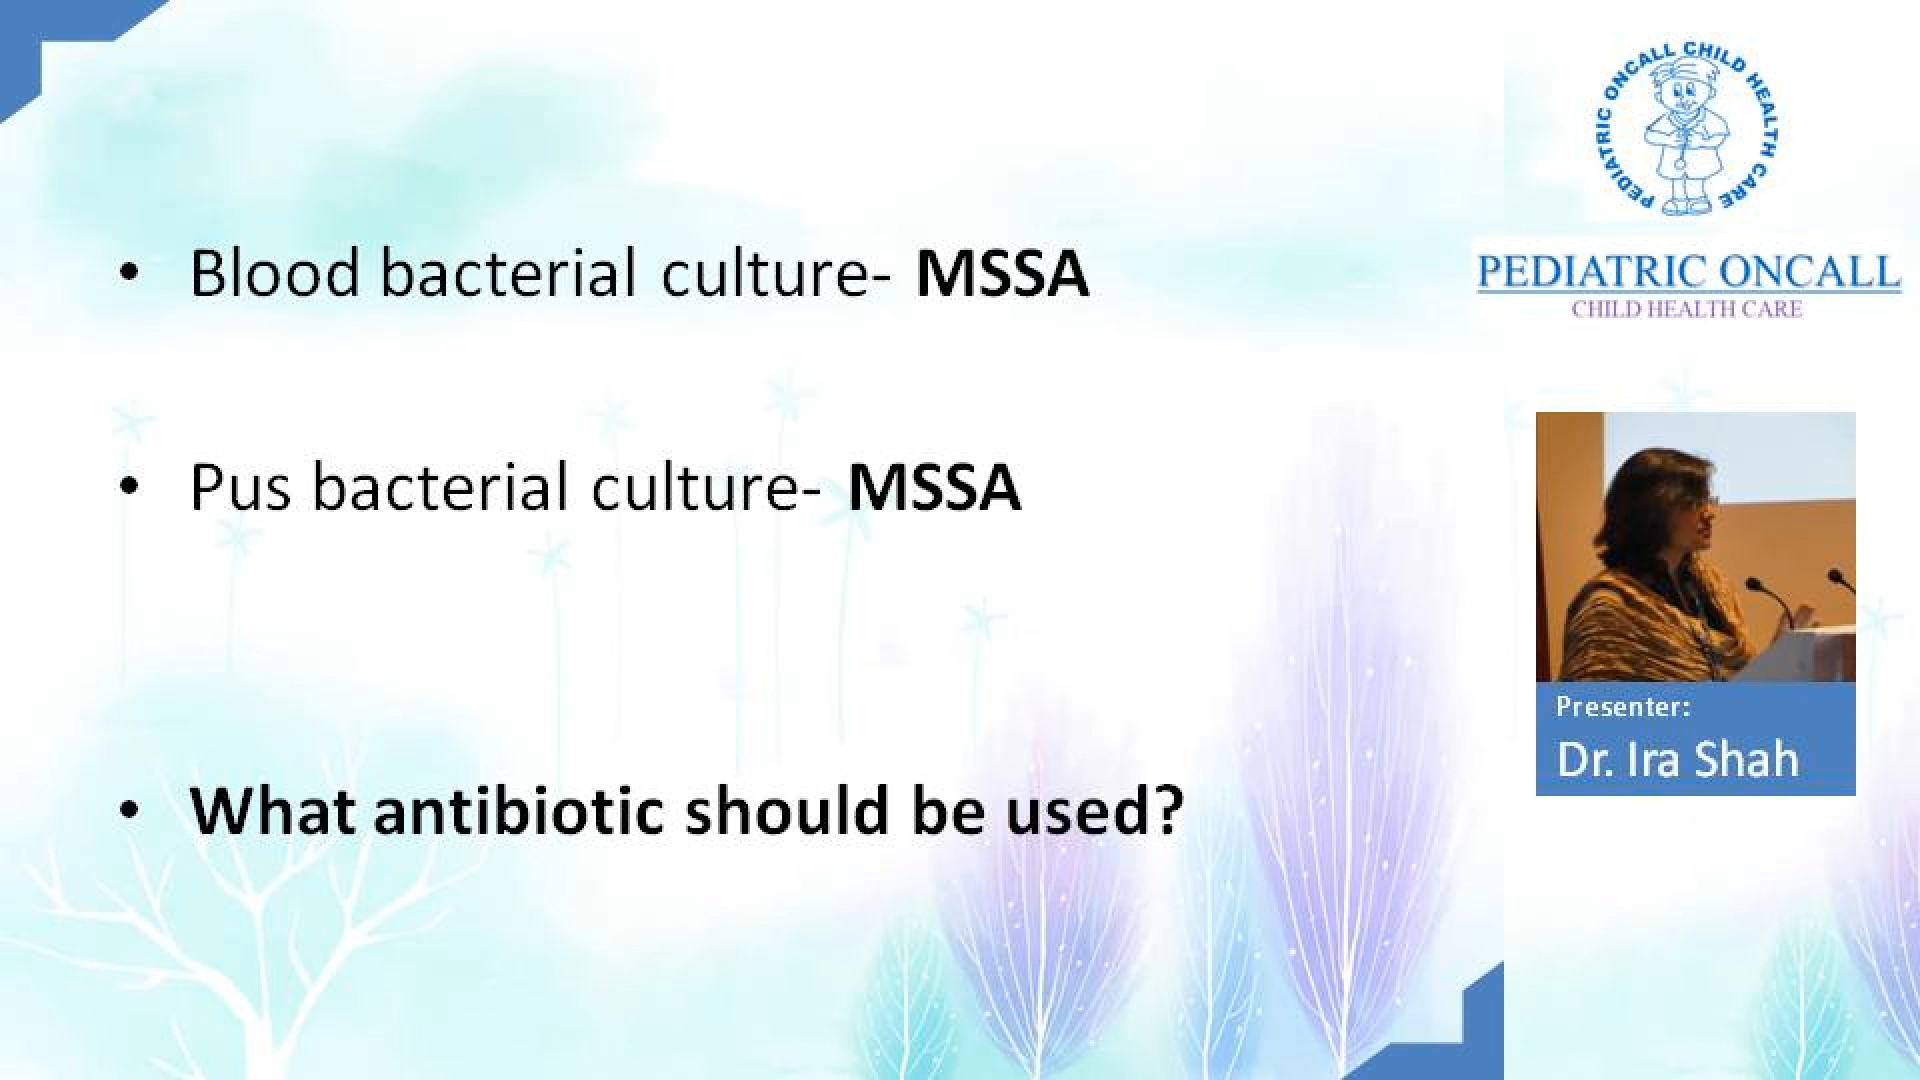 • Blood bacterial culture- MSSA
• Pus bacterial culture- MSSA
• What antibiotic should be used?
PEDIATRIC ONCALL CHILD HEALTH CARE
PEDIATRIC ONCALL
CHILD HEALTH CARE
Presenter:
Dr. Ira Shah